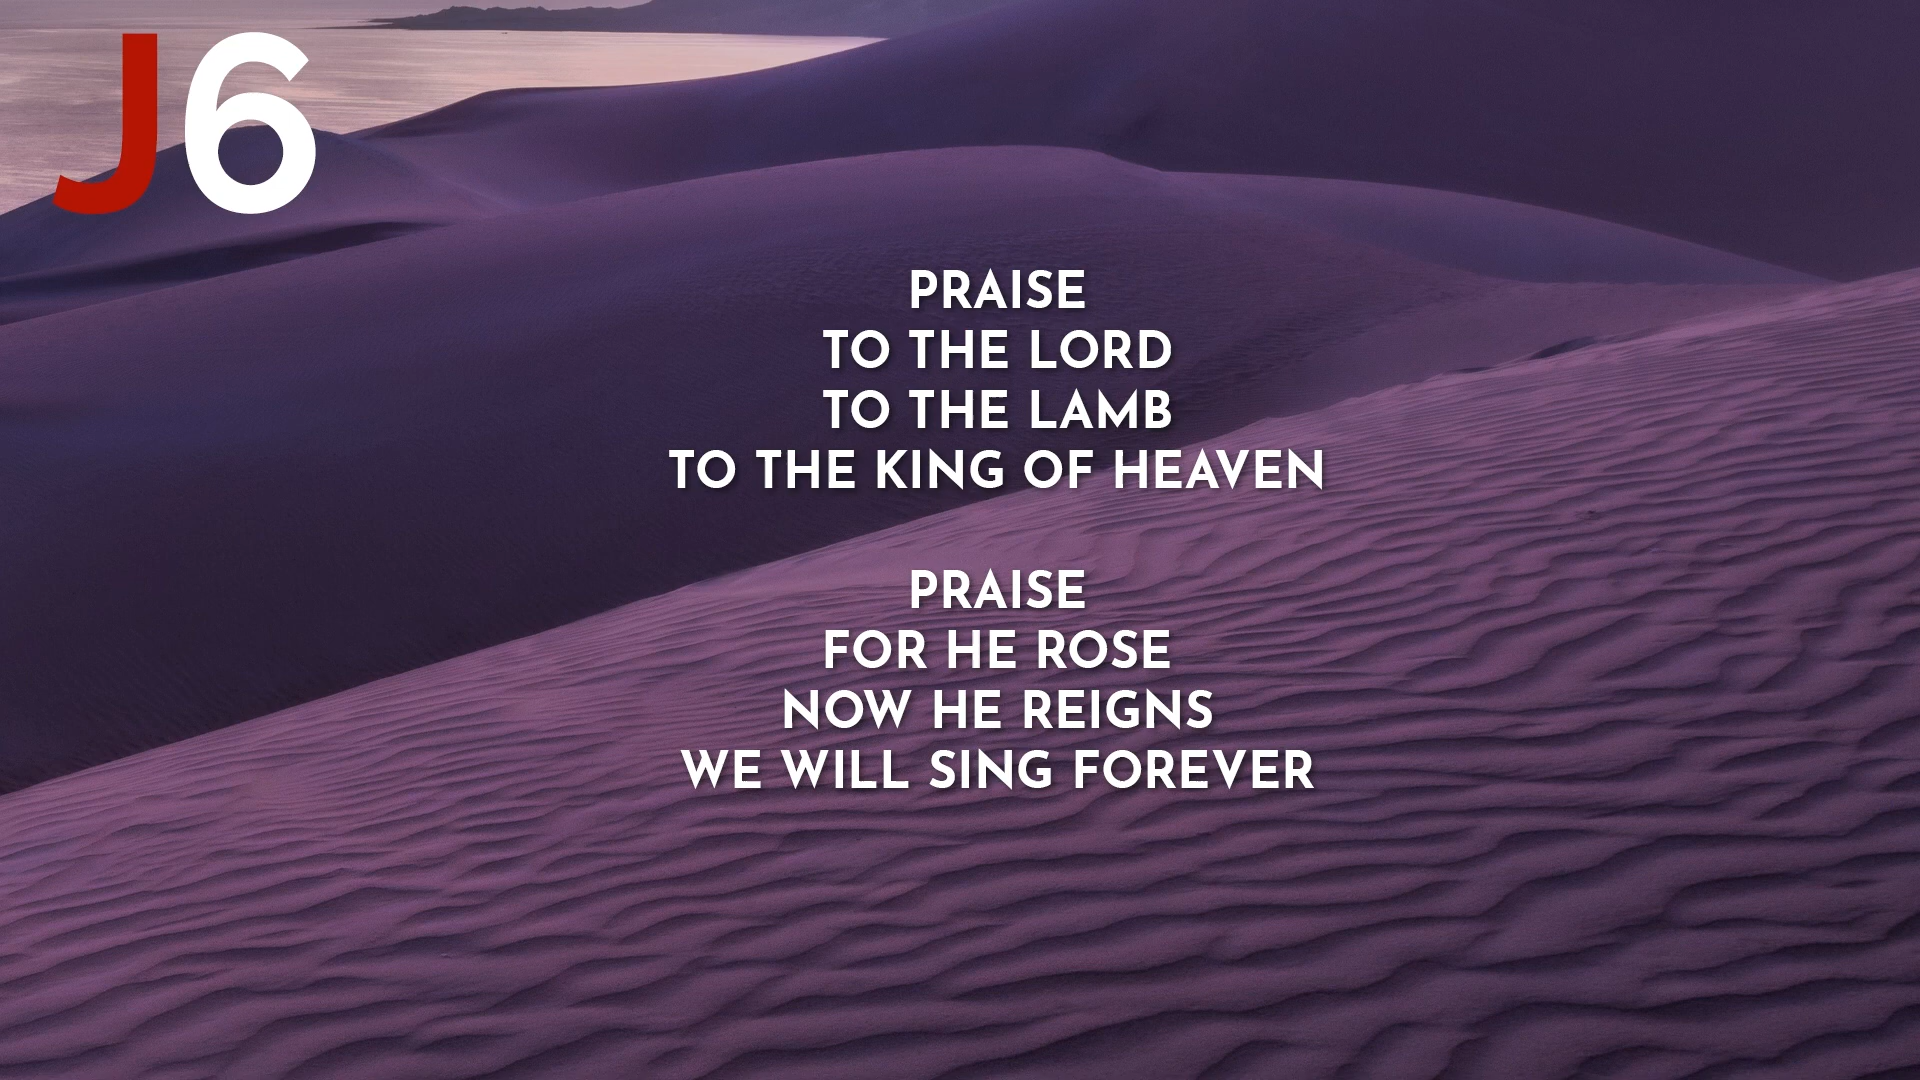 J6
PRAISE
TO THE LORD
TO THE LAMB
TO THE KING OF HEAVEN
PRAISE
FOR HE ROSE
NOW HE REIGNS
WE WILL SING FOREVER